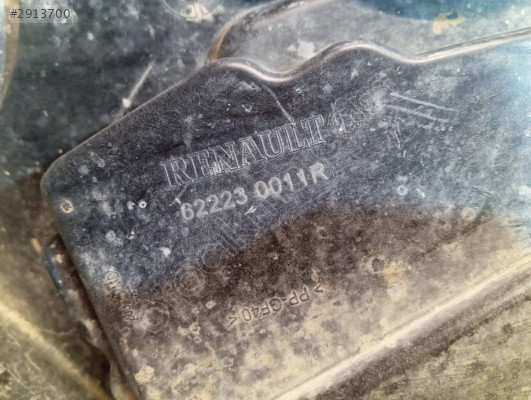 #2913700
RENAULT
62223 0011R
>PP-GF40<